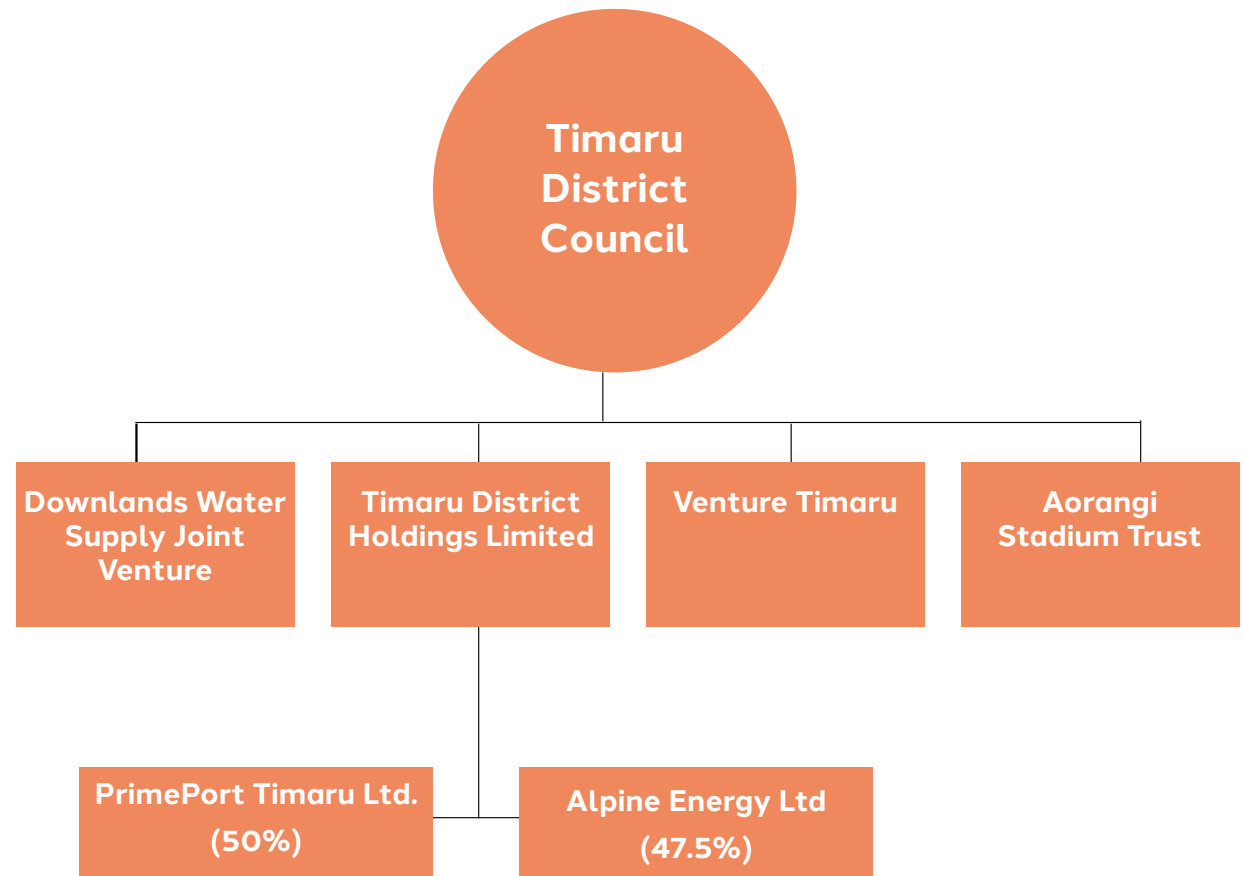 Timaru
District
Council
Downlands Water
Supply Joint
Venture
Timaru District
Holdings Limited
Venture Timaru
Aorangi
Stadium Trust
PrimePort Timaru Ltd.
(50%)
Alpine Energy Ltd
(47.5%)